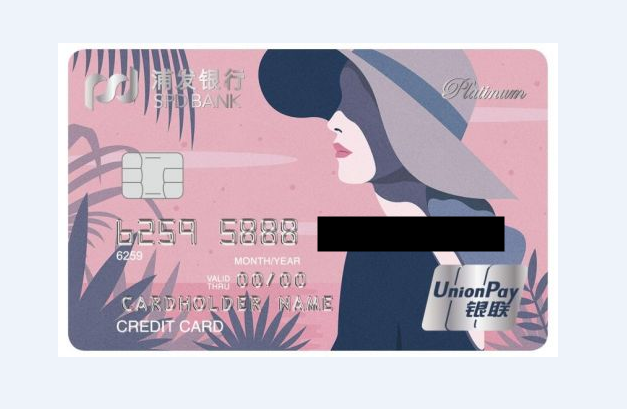 浦发银行
SPD BANK
Platinum
6259 5888
6259
MONTH/YEAR
VALID THRU 00/00
CARDHOLDER NAME
CREDIT CARD
UnionPay
银联